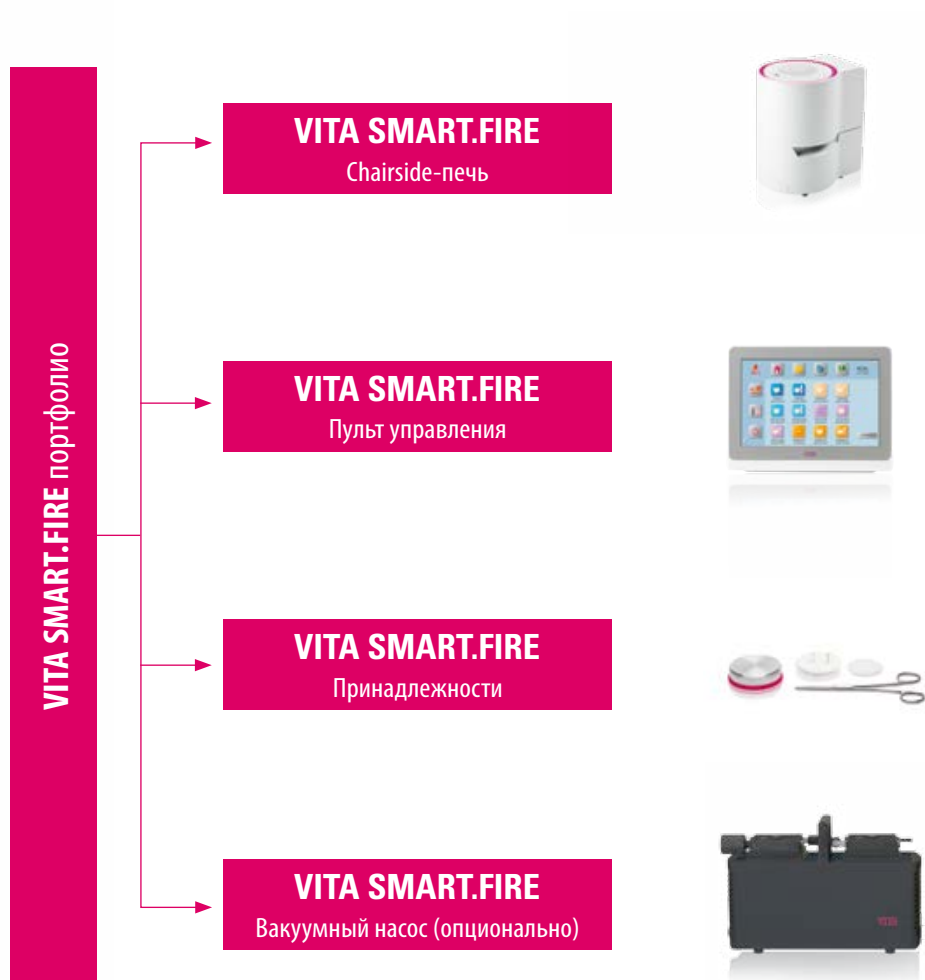 VITA SMART.FIRE портфолио
VITA SMART.FIRE
Chairside-печь
VITA SMART.FIRE
Пульт управления
VITA SMART.FIRE
Принадлежности
VITA SMART.FIRE
Вакуумный насос (опционально)
VITA